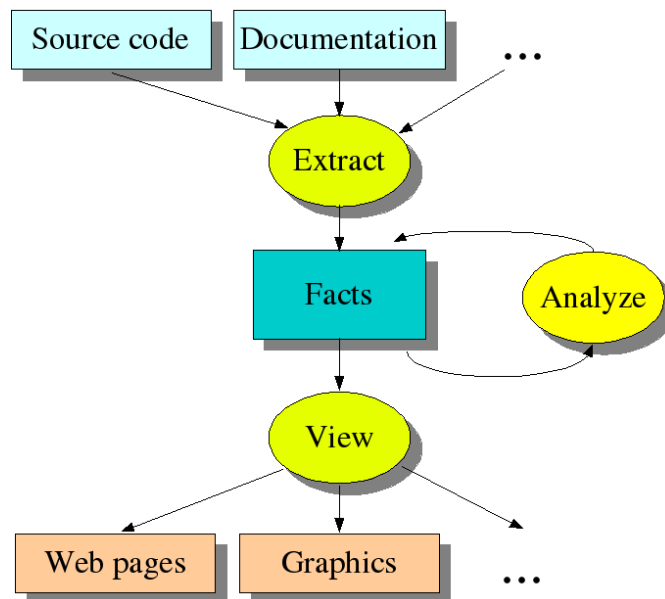 Source code
Documentation
...
Extract
Facts
Analyze
View
Web pages
Graphics
...